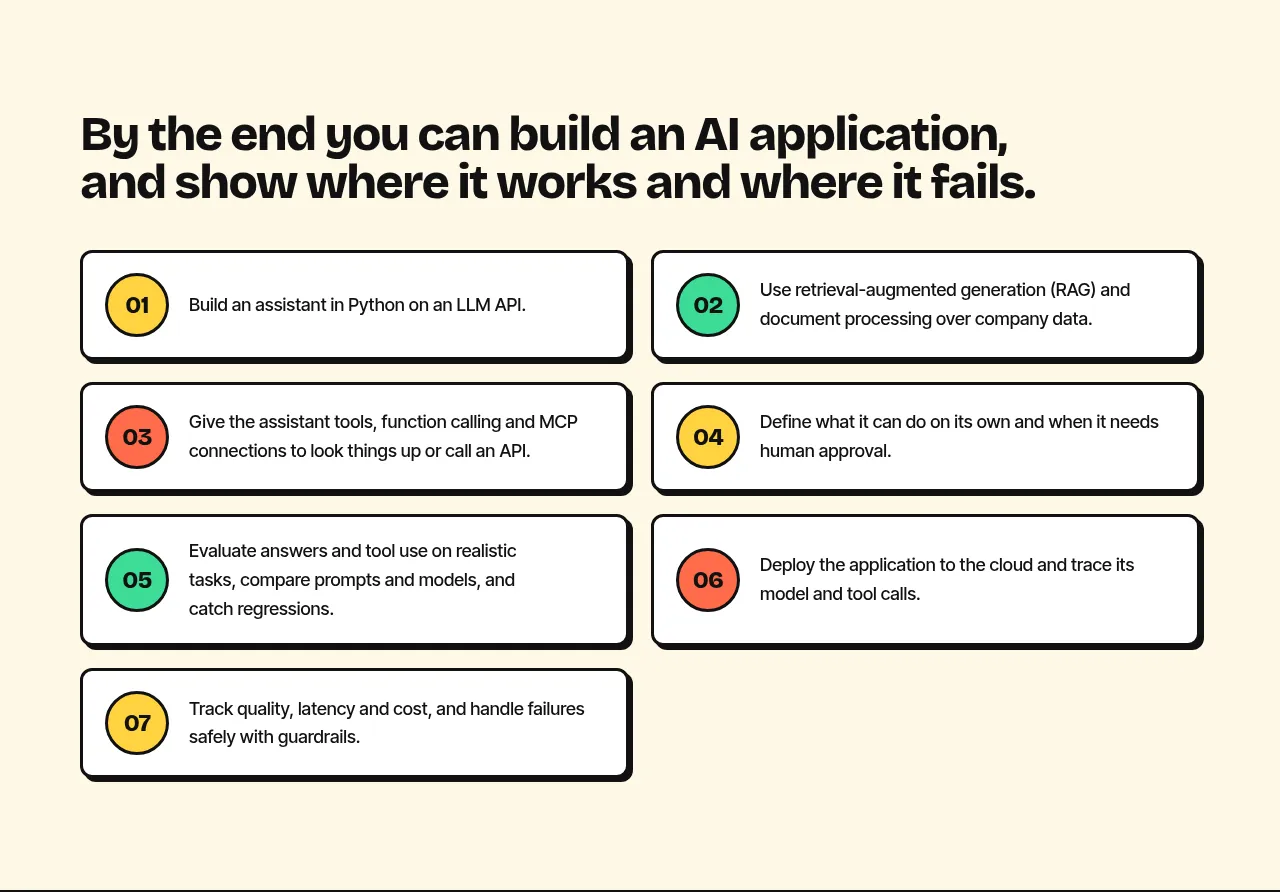 By the end you can build an AI application,
and show where it works and where it fails.
01
Build an assistant in Python on an LLM API.
02
Use retrieval-augmented generation (RAG) and
document processing over company data.
03
Give the assistant tools, function calling and MCP
connections to look things up or call an API.
04
Define what it can do on its own and when it needs
human approval.
05
Evaluate answers and tool use on realistic
tasks, compare prompts and models, and
catch regressions.
06
Deploy the application to the cloud and trace its
model and tool calls.
07
Track quality, latency and cost, and handle failures
safely with guardrails.